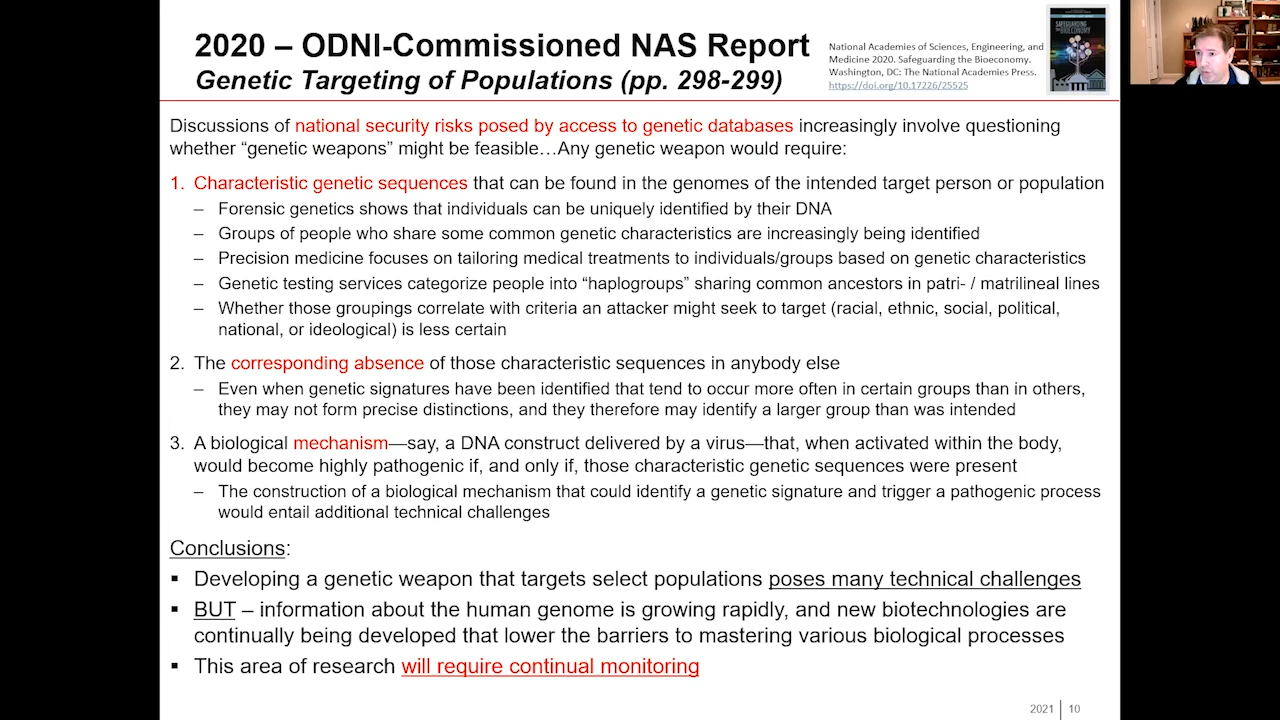 2020 – ODNI-Commissioned NAS Report
Genetic Targeting of Populations (pp. 298-299)
National Academies of Sciences, Engineering, and
Medicine 2020. Safeguarding the Bioeconomy.
Washington, DC: The National Academies Press.
https://doi.org/10.17226/25525
SAFEGUARDING
THE BIOECONOMY
Discussions of national security risks posed by access to genetic databases increasingly involve questioning
whether “genetic weapons” might be feasible…Any genetic weapon would require:
1. Characteristic genetic sequences that can be found in the genomes of the intended target person or population
– Forensic genetics shows that individuals can be uniquely identified by their DNA
– Groups of people who share some common genetic characteristics are increasingly being identified
– Precision medicine focuses on tailoring medical treatments to individuals/groups based on genetic characteristics
– Genetic testing services categorize people into “haplogroups” sharing common ancestors in patri- / matrilineal lines
– Whether those groupings correlate with criteria an attacker might seek to target (racial, ethnic, social, political,
national, or ideological) is less certain
2. The corresponding absence of those characteristic sequences in anybody else
– Even when genetic signatures have been identified that tend to occur more often in certain groups than in others,
they may not form precise distinctions, and they therefore may identify a larger group than was intended
3. A biological mechanism—say, a DNA construct delivered by a virus—that, when activated within the body,
would become highly pathogenic if, and only if, those characteristic genetic sequences were present
– The construction of a biological mechanism that could identify a genetic signature and trigger a pathogenic process
would entail additional technical challenges
Conclusions:
▪ Developing a genetic weapon that targets select populations poses many technical challenges
▪ BUT – information about the human genome is growing rapidly, and new biotechnologies are
continually being developed that lower the barriers to mastering various biological processes
▪ This area of research will require continual monitoring
2021 | 10